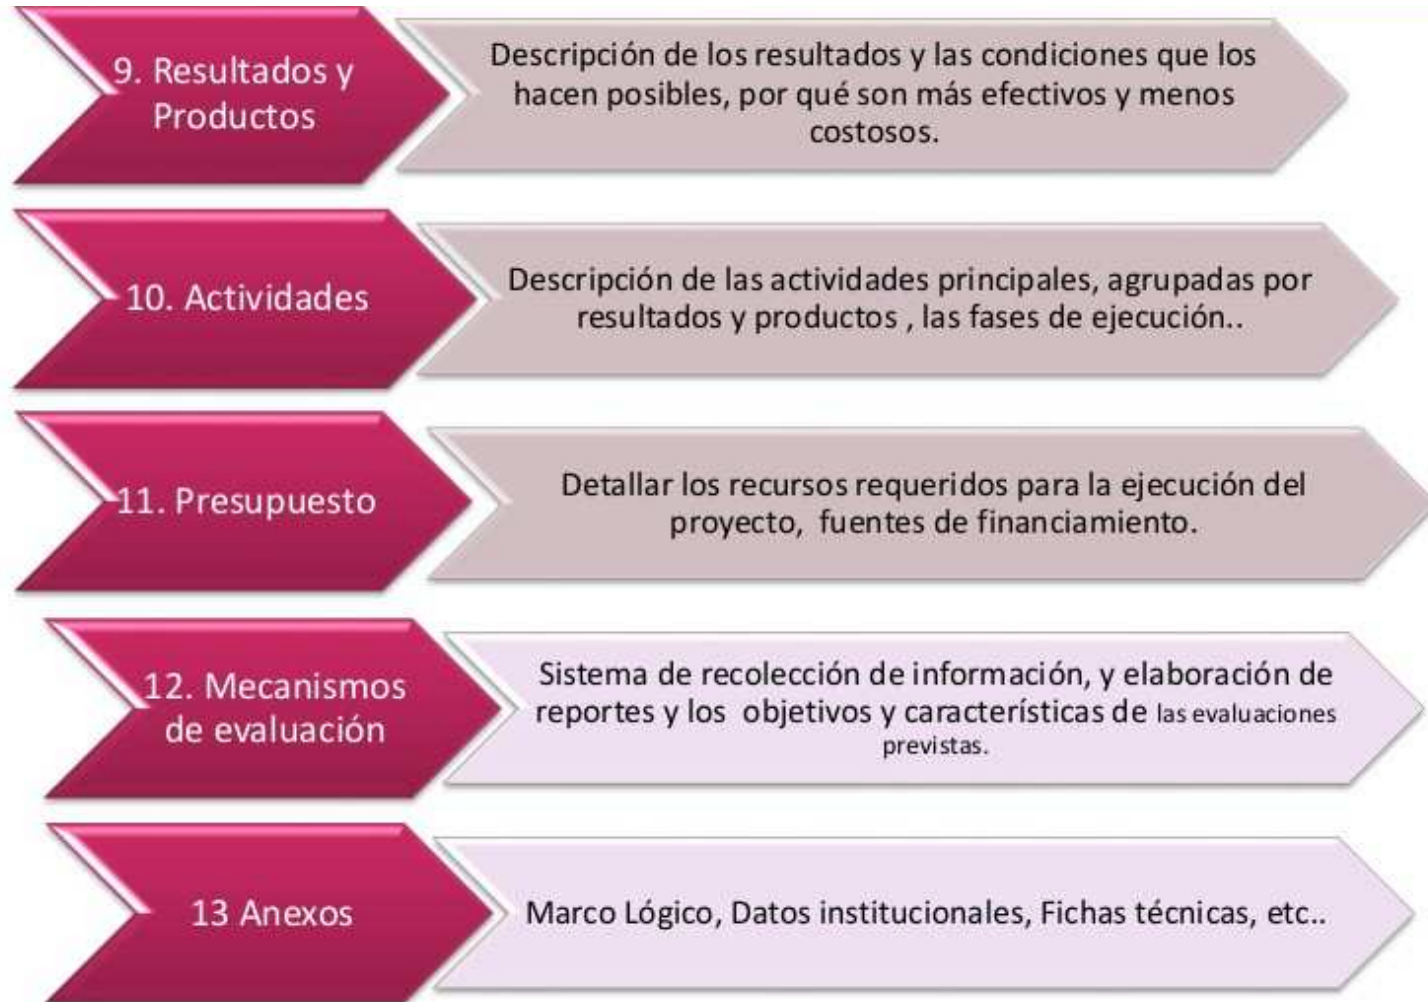 9. Resultados y
Productos
Descripción de los resultados y las condiciones que los
hacen posibles, por qué son más efectivos y menos
costosos.
10. Actividades
Descripción de las actividades principales, agrupadas por
resultados y productos , las fases de ejecución..
11. Presupuesto
Detallar los recursos requeridos para la ejecución del
proyecto, fuentes de financiamiento.
12. Mecanismos
de evaluación
Sistema de recolección de información, y elaboración de
reportes y los objetivos y características de las evaluaciones
previstas.
13 Anexos
Marco Lógico, Datos institucionales, Fichas técnicas, etc..